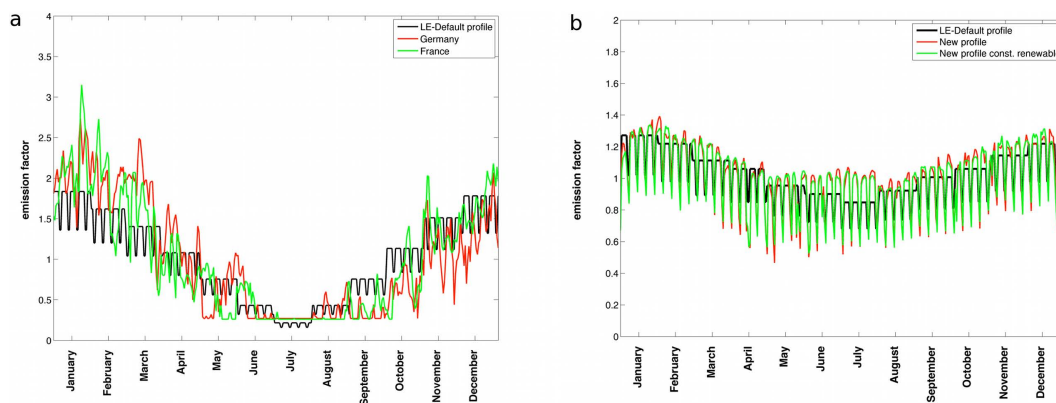 a
4
3.5
3
2.5
2
1.5
1
0.5
0
emission factor
LE-Default profile
Germany
France
January
February
March
April
May
June
July
August
September
October
November
December
b
2
1.8
1.6
1.4
1.2
1
0.8
0.6
0.4
0.2
0
emission factor
LE-Default profile
New profile
New profile const. renewable
January
February
March
April
May
June
July
August
September
October
November
December